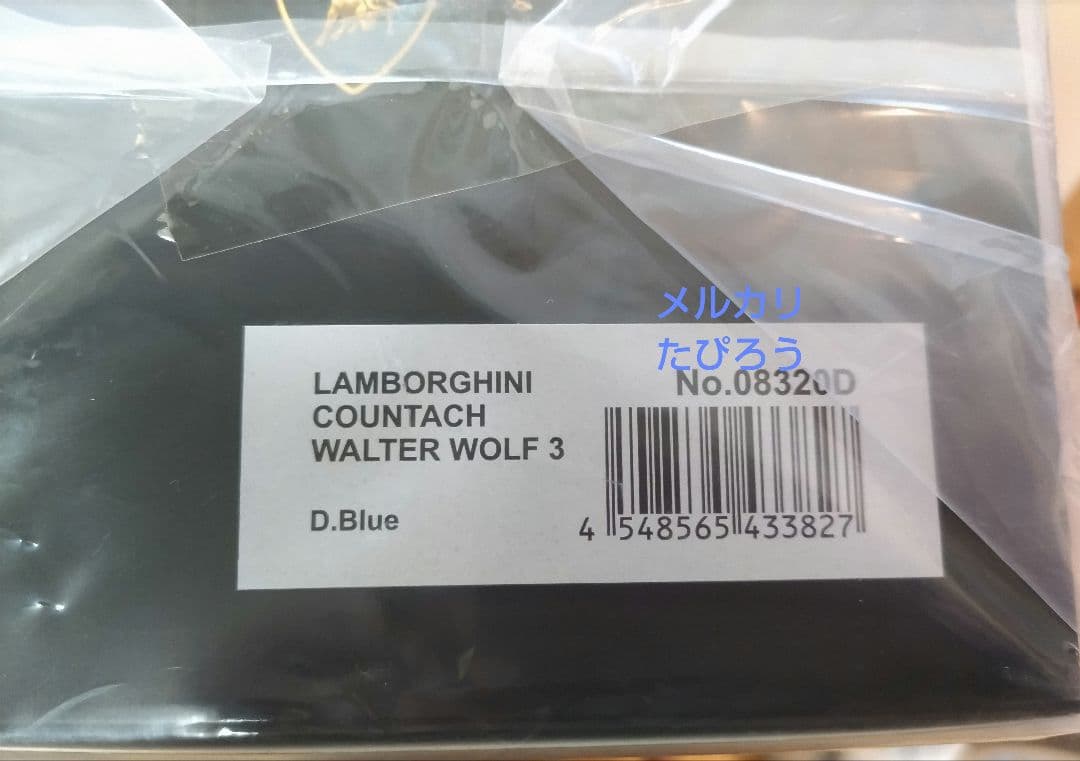 メルカリ
たぴろう
LAMBORGHINI
COUNTACH
WALTER WOLF 3
No.08320D
D.Blue
4 548565 433827